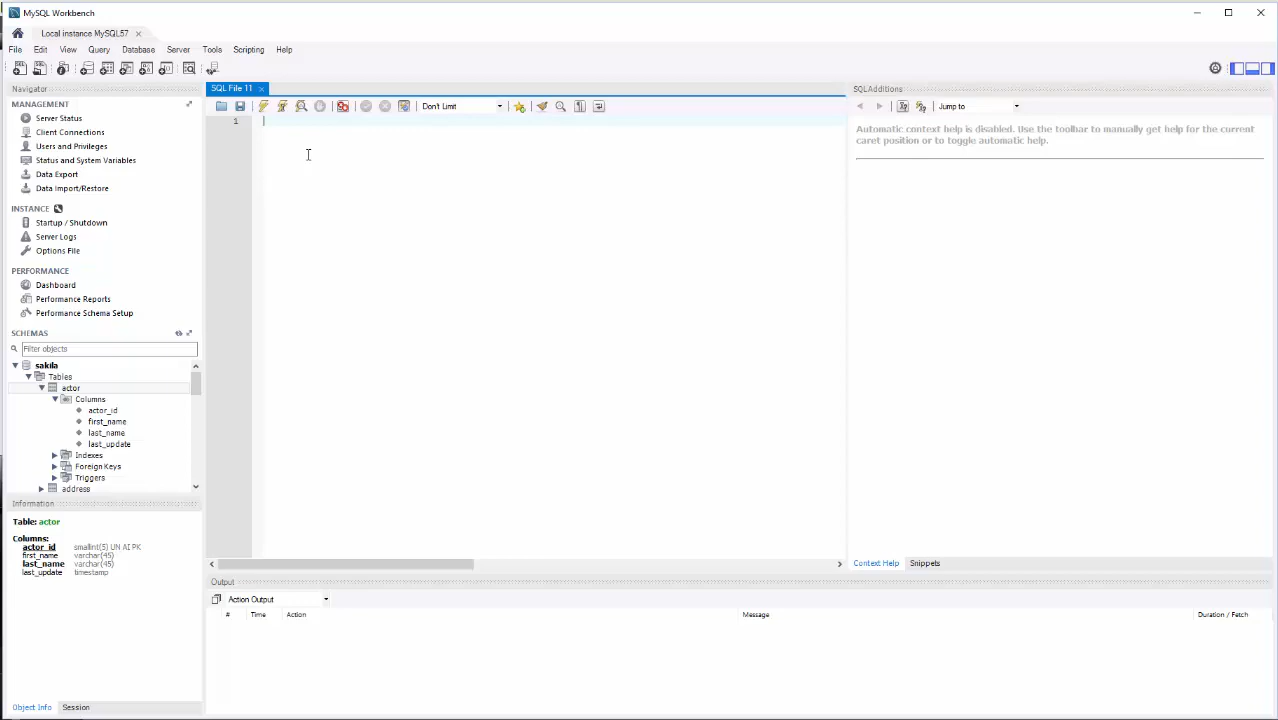 MySQL Workbench
Local instance MySQL57
File Edit View Query Database Server Tools Scripting Help
Navigator
MANAGEMENT
Server Status
Client Connections
Users and Privileges
Status and System Variables
Data Export
Data Import/Restore
INSTANCE
Startup / Shutdown
Server Logs
Options File
PERFORMANCE
Dashboard
Performance Reports
Performance Schema Setup
SCHEMAS
Filter objects
sakila
Tables
actor
Columns
actor_id
first_name
last_name
last_update
Indexes
Foreign Keys
Triggers
address
Information
Table: actor
Columns:
actor_id smallint(5) UN AI PK
first_name varchar(45)
last_name varchar(45)
last_update timestamp
Object Info Session
SQL File 11
Don't Limit
1
SQLAdditions
Jump to
Automatic context help is disabled. Use the toolbar to manually get help for the current
caret position or to toggle automatic help.
Context Help Snippets
Output
Action Output
# Time Action Message Duration / Fetch